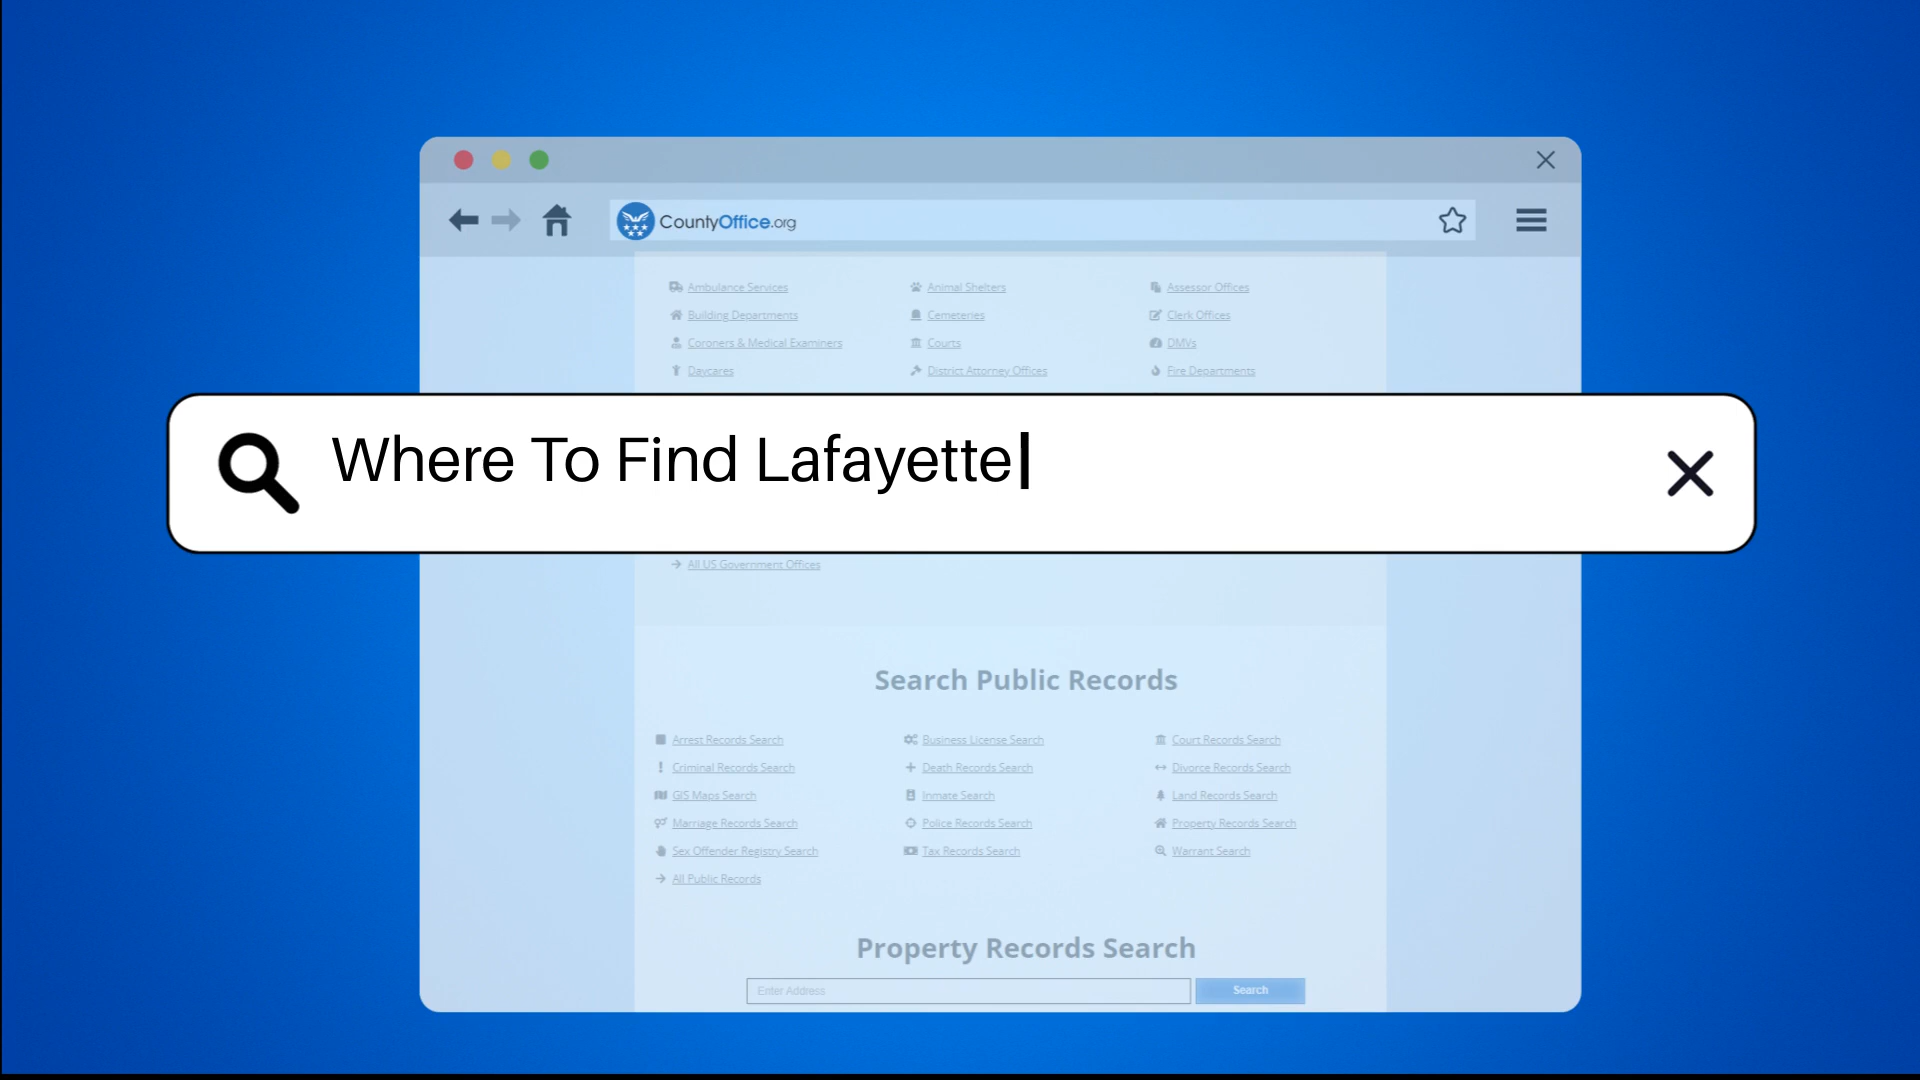 CountyOffice.org
Ambulance Services Animal Shelters Assessor Offices
Building Departments Cemeteries Clerk Offices
Coroners & Medical Examiners Courts DMVs
Daycares District Attorney Offices Fire Departments
Where To Find Lafayette
All US Government Offices
Search Public Records
Arrest Records Search Business License Search Court Records Search
Criminal Records Search Death Records Search Divorce Records Search
GIS Maps Search Inmate Search Land Records Search
Marriage Records Search Police Records Search Property Records Search
Sex Offender Registry Search Tax Records Search Warrant Search
All Public Records
Property Records Search
Enter Address Search